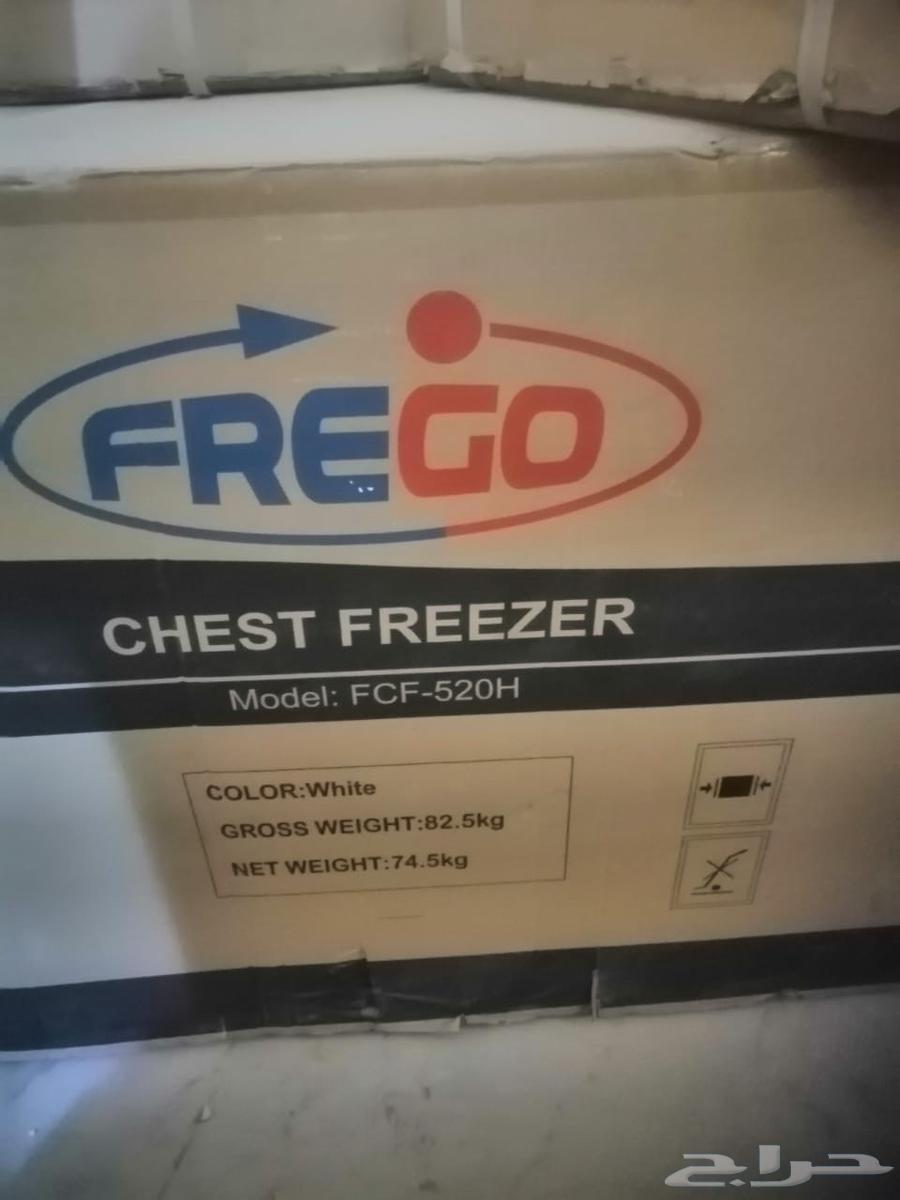 FREGO
CHEST FREEZER
Model: FCF-520H
COLOR:White
GROSS WEIGHT:82.5kg
NET WEIGHT:74.5kg
حراج